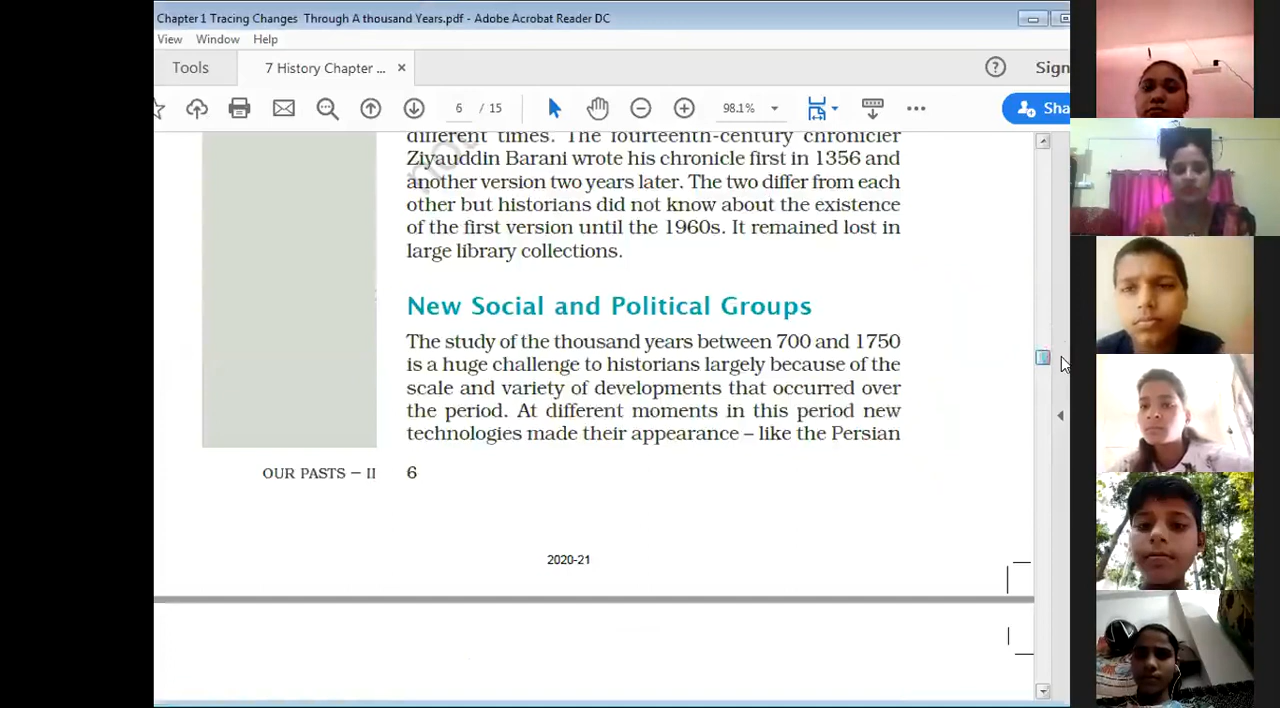 Chapter 1 Tracing Changes Through A thousand Years.pdf - Adobe Acrobat Reader DC
View Window Help
Tools 7 History Chapter ... × Sign
6 / 15 98.1% Sha
different times. The fourteenth-century chronicler
Ziyauddin Barani wrote his chronicle first in 1356 and
another version two years later. The two differ from each
other but historians did not know about the existence
of the first version until the 1960s. It remained lost in
large library collections.
New Social and Political Groups
The study of the thousand years between 700 and 1750
is a huge challenge to historians largely because of the
scale and variety of developments that occurred over
the period. At different moments in this period new
technologies made their appearance – like the Persian
OUR PASTS – II 6
2020-21